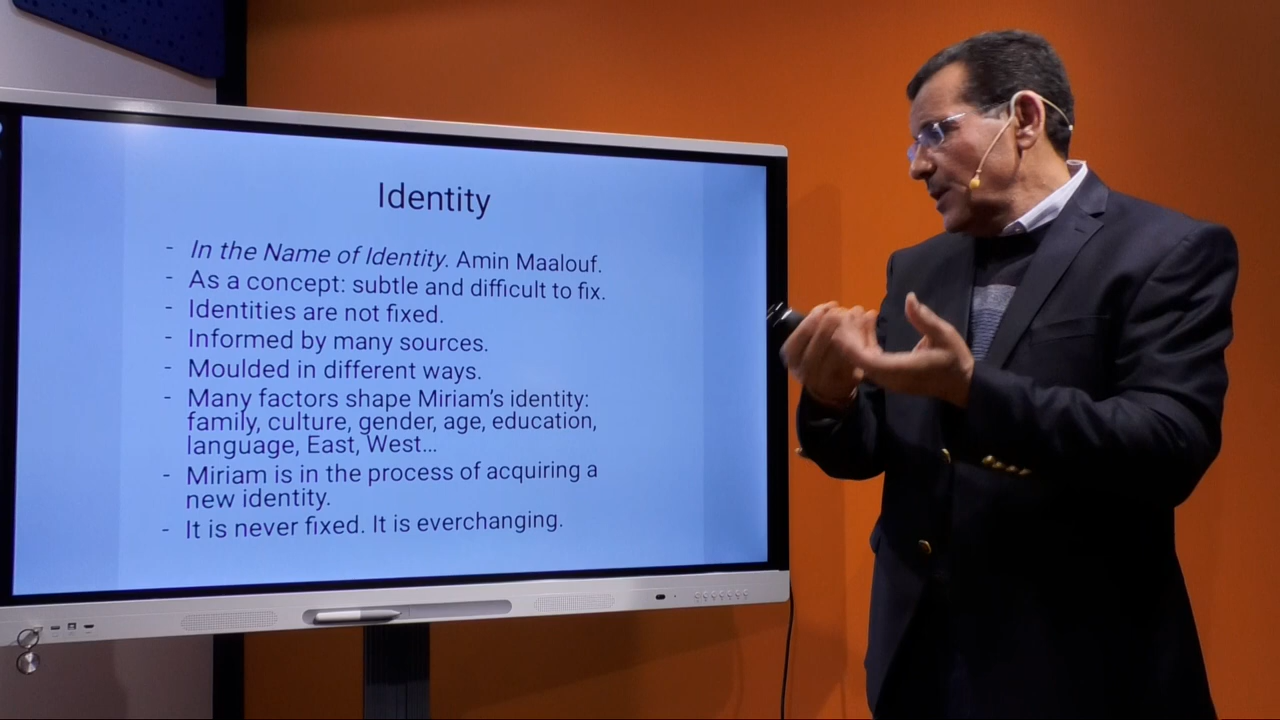 Identity
- In the Name of Identity. Amin Maalouf.
- As a concept: subtle and difficult to fix.
- Identities are not fixed.
- Informed by many sources.
- Moulded in different ways.
- Many factors shape Miriam's identity:
family, culture, gender, age, education,
language, East, West...
- Miriam is in the process of acquiring a
new identity.
- It is never fixed. It is everchanging.